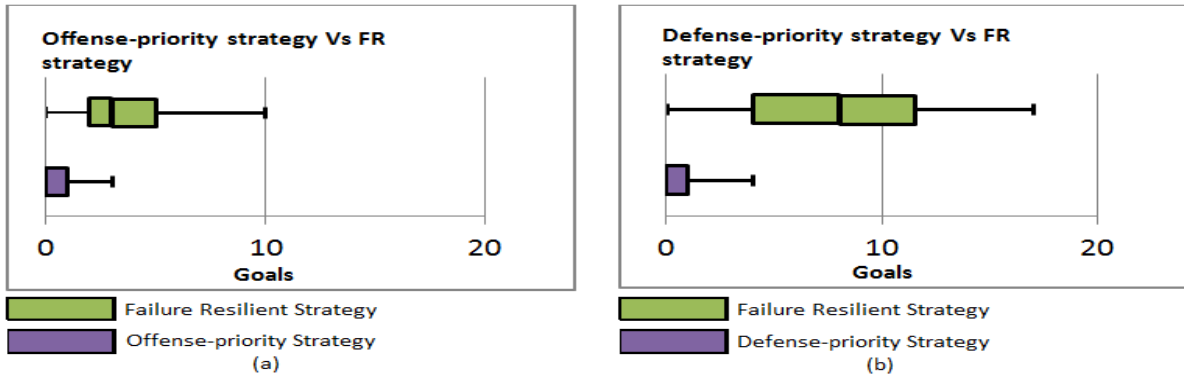 Offense-priority strategy Vs FR
strategy
0 10 20
Goals
Failure Resilient Strategy
Offense-priority Strategy
(a)
Defense-priority strategy Vs FR
strategy
0 10 20
Goals
Failure Resilient Strategy
Defense-priority Strategy
(b)